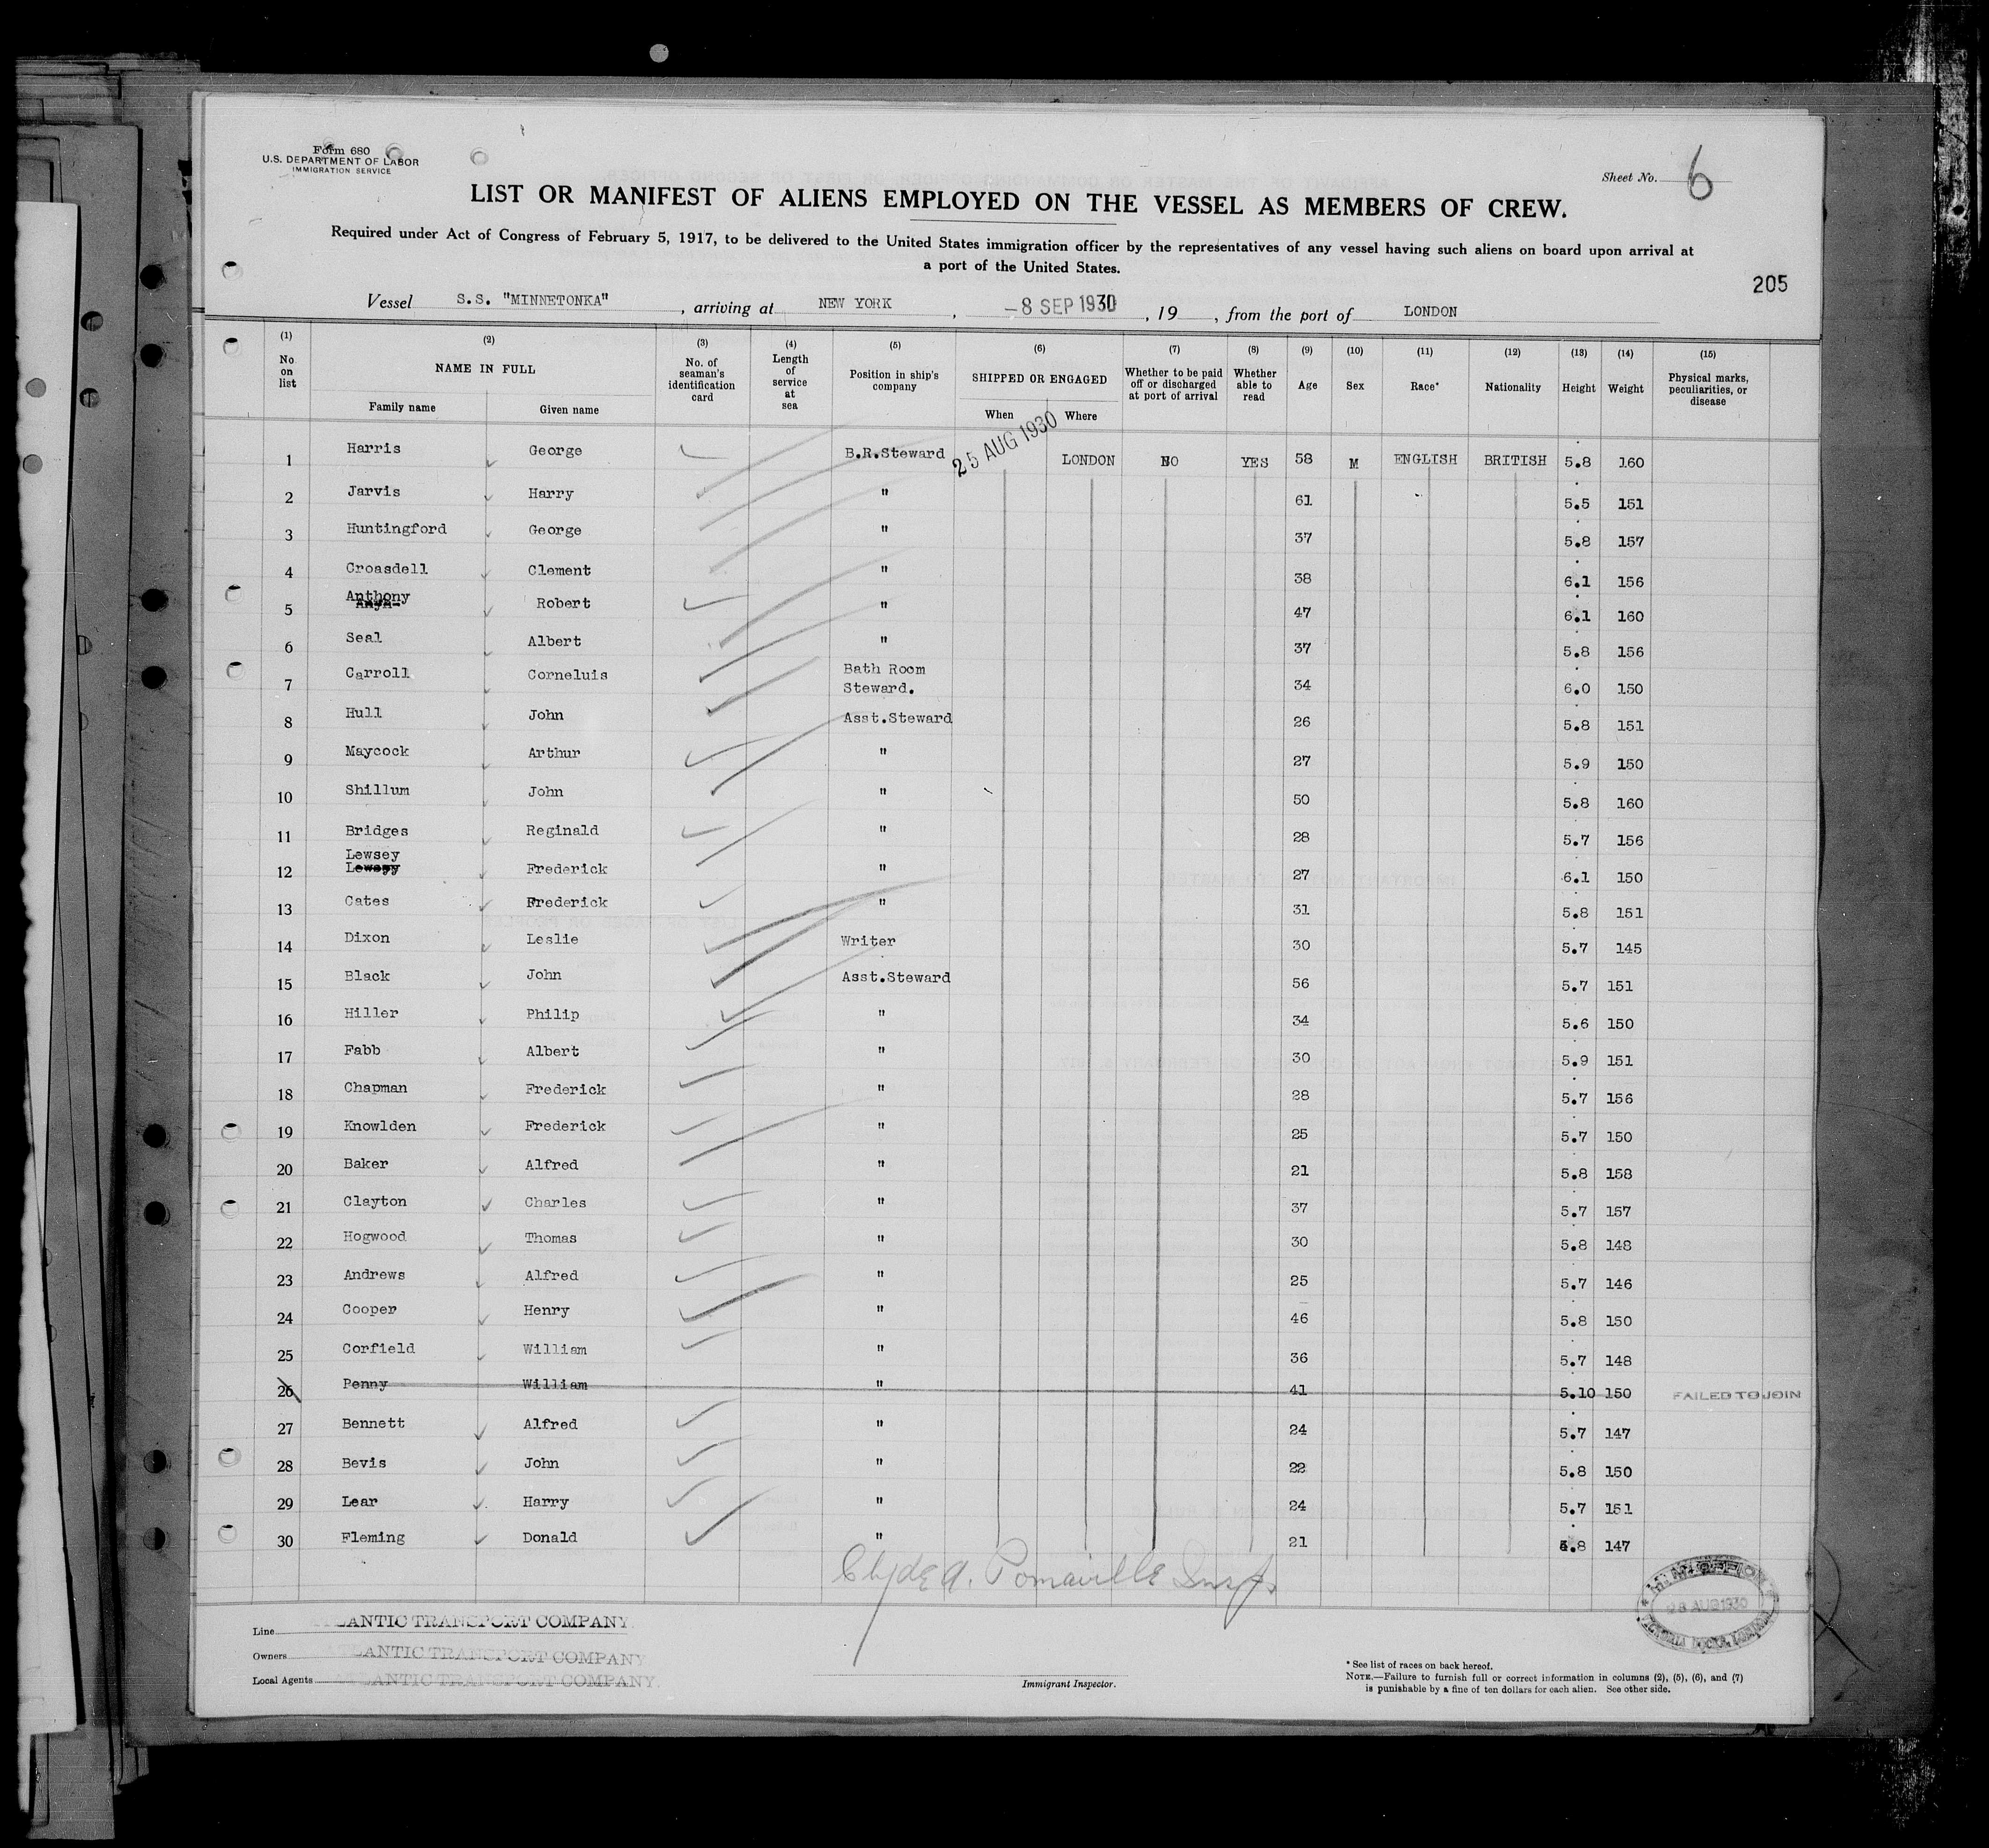 Form 680
U.S. DEPARTMENT OF LABOR
IMMIGRATION SERVICE
Sheet No. 6
LIST OR MANIFEST OF ALIENS EMPLOYED ON THE VESSEL AS MEMBERS OF CREW.
Required under Act of Congress of February 5, 1917, to be delivered to the United States immigration officer by the representatives of any vessel having such aliens on board upon arrival at
a port of the United States.
205
Vessel S.S. "MINNETONKA", arriving at NEW YORK, -8 SEP 1930, 19 , from the port of LONDON
(1) No. on list (2) NAME IN FULL Family name Given name (3) No. of seaman's identification card (4) Length of service at sea (5) Position in ship's company (6) SHIPPED OR ENGAGED When Where (7) Whether to be paid off or discharged at port of arrival (8) Whether able to read (9) Age (10) Sex (11) Race* (12) Nationality (13) Height (14) Weight (15) Physical marks, peculiarities, or disease
1 Harris George B.R.Steward 25 AUG 1930 LONDON NO YES 58 M ENGLISH BRITISH 5.8 160
2 Jarvis Harry " 61 5.5 151
3 Huntingford George " 37 5.8 157
4 Croasdell Clement " 38 6.1 156
5 Anthony Robert " 47 6.1 160
6 Seal Albert " 37 5.8 156
7 Carroll Corneluis Bath Room Steward. 34 6.0 150
8 Hull John Asst.Steward 26 5.8 151
9 Maycock Arthur " 27 5.9 150
10 Shillum John " 50 5.8 160
11 Bridges Reginald " 28 5.7 156
12 Lewsey Frederick " 27 6.1 150
13 Cates Frederick " 31 5.8 151
14 Dixon Leslie Writer 30 5.7 145
15 Black John Asst.Steward 56 5.7 151
16 Hiller Philip " 34 5.6 150
17 Fabb Albert " 30 5.9 151
18 Chapman Frederick " 28 5.7 156
19 Knowlden Frederick " 25 5.7 150
20 Baker Alfred " 21 5.8 158
21 Clayton Charles " 37 5.7 157
22 Hogwood Thomas " 30 5.8 148
23 Andrews Alfred " 25 5.7 146
24 Cooper Henry " 46 5.8 150
25 Corfield William " 36 5.7 148
26 Penny William " 41 5.10 150 FAILED TO JOIN
27 Bennett Alfred " 24 5.7 147
28 Bevis John " 22 5.8 150
29 Lear Harry " 24 5.7 151
30 Fleming Donald " 21 5.8 147
Clyde A. Pomaville Insp.
28 AUG 1930
Line ATLANTIC TRANSPORT COMPANY
Owners ATLANTIC TRANSPORT COMPANY
Local Agents ATLANTIC TRANSPORT COMPANY.
Immigrant Inspector.
* See list of races on back hereof.
NOTE.—Failure to furnish full or correct information in columns (2), (5), (6), and (7)
is punishable by a fine of ten dollars for each alien. See other side.